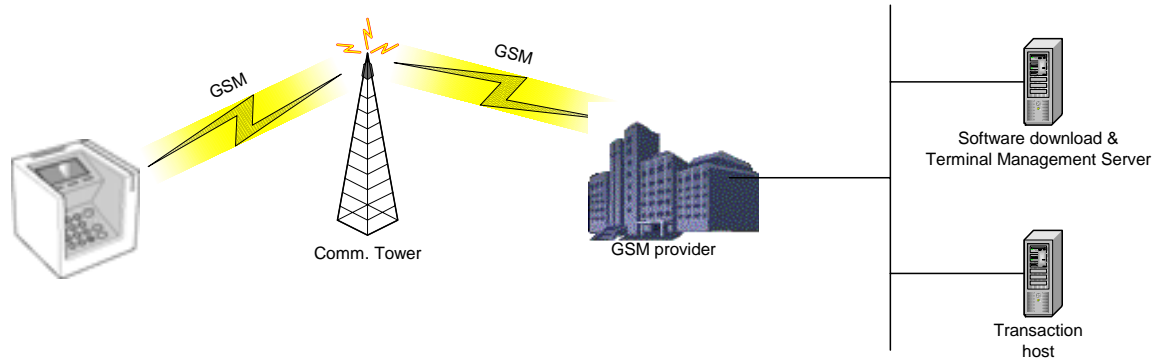 GSM
GSM
Software download &
Terminal Management Server
Comm. Tower
GSM provider
Transaction
host